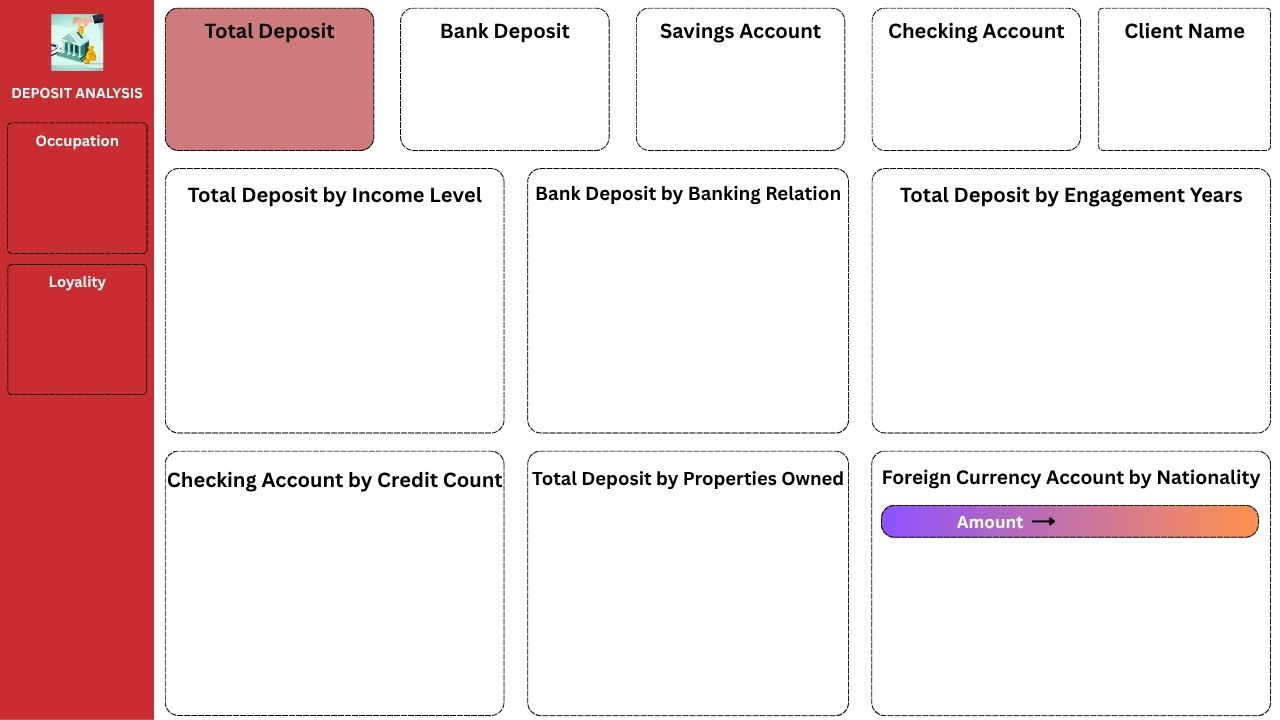 DEPOSIT ANALYSIS
Occupation
Loyality
Total Deposit
Bank Deposit
Savings Account
Checking Account
Client Name
Total Deposit by Income Level
Bank Deposit by Banking Relation
Total Deposit by Engagement Years
Checking Account by Credit Count
Total Deposit by Properties Owned
Foreign Currency Account by Nationality
Amount →